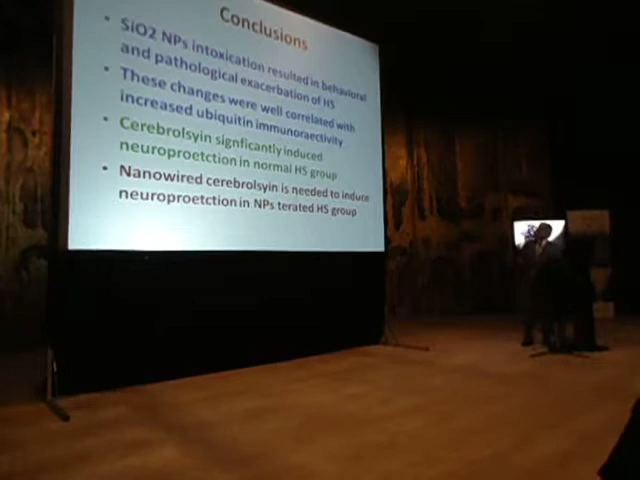 Conclusions
• SiO2 NPs intoxication resulted in behavioral
and pathological exacerbation of HS
• These changes were well correlated with
increased ubiquitin immunoraectivity
• Cerebrolsyin signficantly induced
neuroproetction in normal HS group
• Nanowired cerebrolsyin is needed to induce
neuroproetction in NPs terated HS group